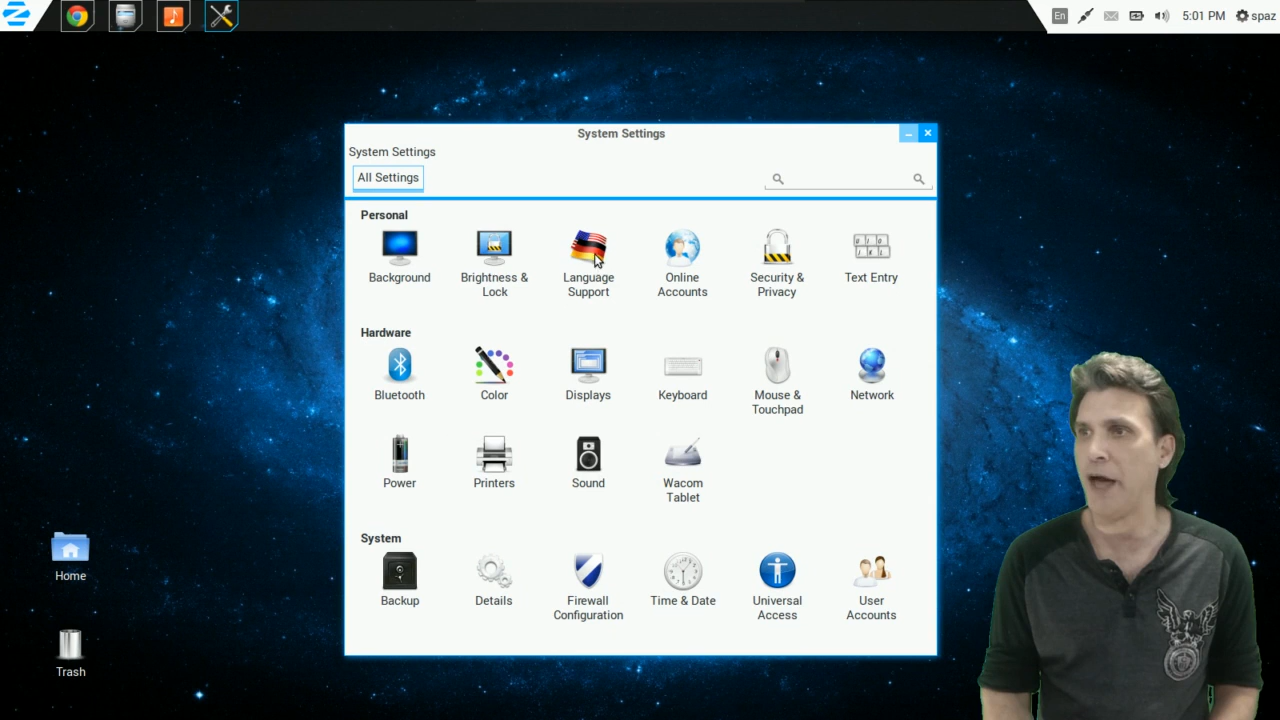 En
5:01 PM
spaz
System Settings
System Settings
All Settings
Personal
Background
Brightness &
Lock
Language
Support
Online
Accounts
Security &
Privacy
Text Entry
Hardware
Bluetooth
Color
Displays
Keyboard
Mouse &
Touchpad
Network
Power
Printers
Sound
Wacom
Tablet
System
Backup
Details
Firewall
Configuration
Time & Date
Universal
Access
User
Accounts
Home
Trash